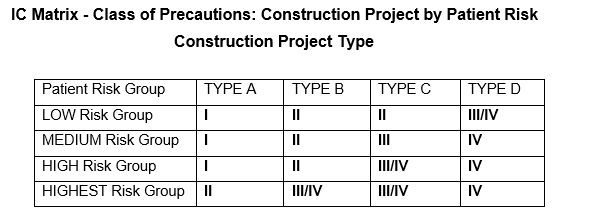 IC Matrix - Class of Precautions: Construction Project by Patient Risk
Construction Project Type
Patient Risk Group TYPE A TYPE B TYPE C TYPE D
LOW Risk Group I II II III/IV
MEDIUM Risk Group I II III IV
HIGH Risk Group I II III/IV IV
HIGHEST Risk Group II III/IV III/IV IV